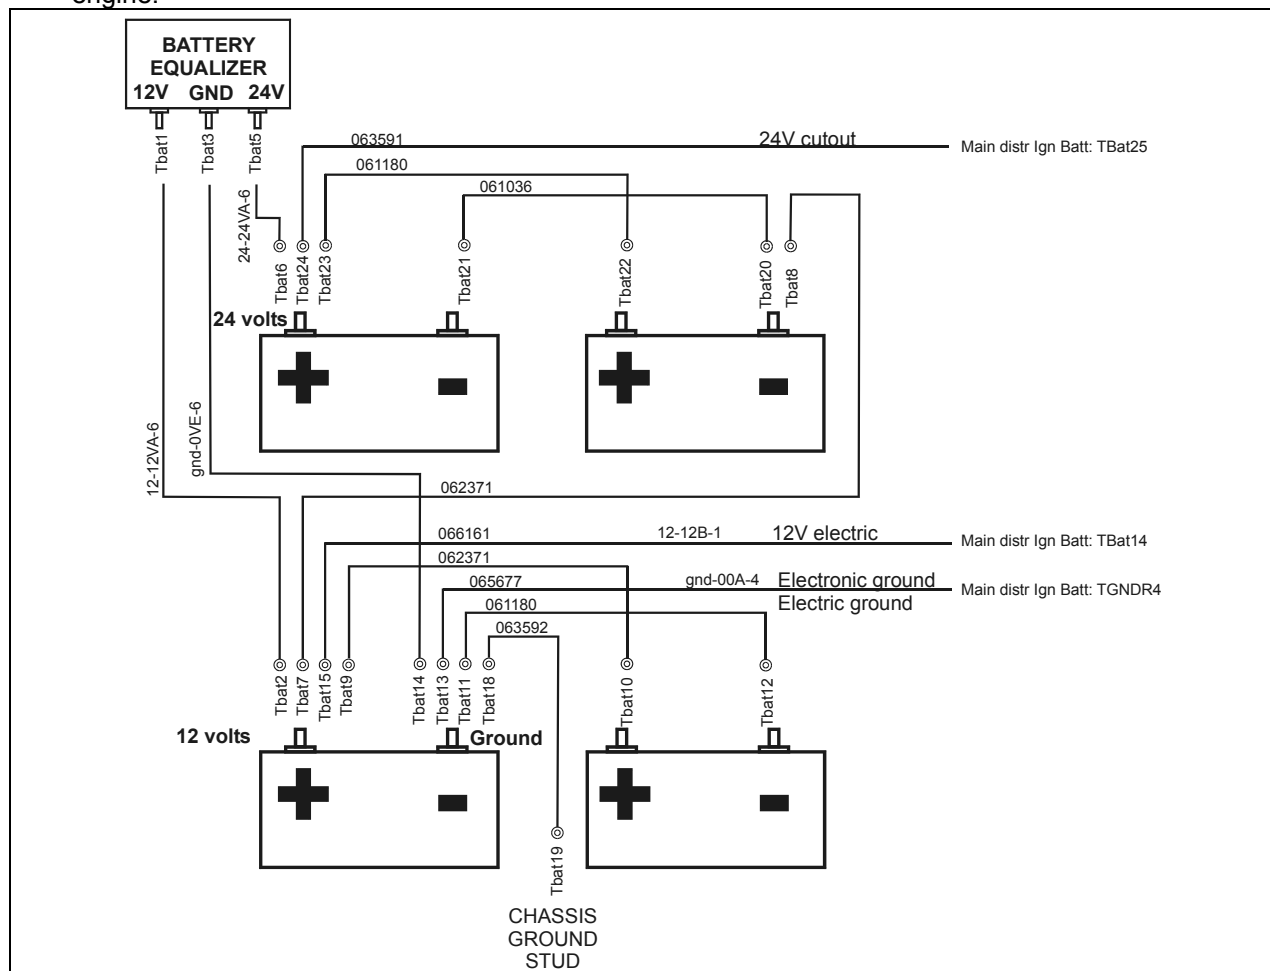 engine.
BATTERY
EQUALIZER
12V GND 24V
Tbat1
Tbat3
Tbat5
063591
24V cutout
Main distr Ign Batt: TBat25
061180
061036
24-24VA-6
Tbat6
Tbat24
Tbat23
Tbat21
Tbat22
Tbat20
Tbat8
24 volts
12-12VA-6
gnd-0VE-6
062371
066161
12-12B-1
12V electric
Main distr Ign Batt: TBat14
062371
065677
gnd-00A-4
Electronic ground
Main distr Ign Batt: TGNDR4
061180
Electric ground
063592
Tbat2
Tbat7
Tbat15
Tbat9
Tbat14
Tbat13
Tbat11
Tbat18
Tbat10
Tbat12
12 volts
Ground
Tbat19
CHASSIS
GROUND
STUD